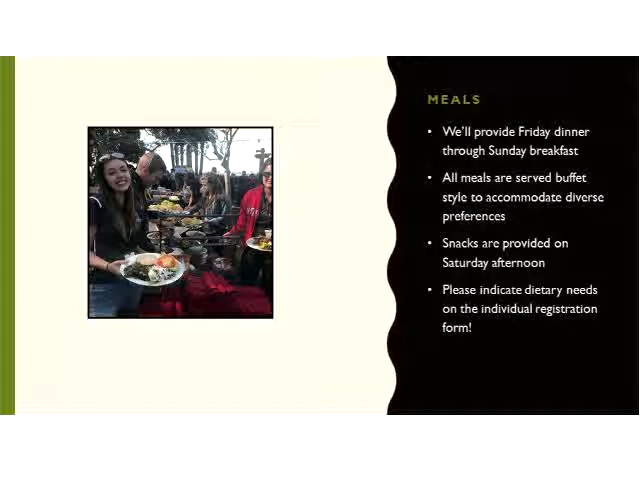 MEALS
• We'll provide Friday dinner
through Sunday breakfast
• All meals are served buffet
style to accommodate diverse
preferences
• Snacks are provided on
Saturday afternoon
• Please indicate dietary needs
on the individual registration
form!